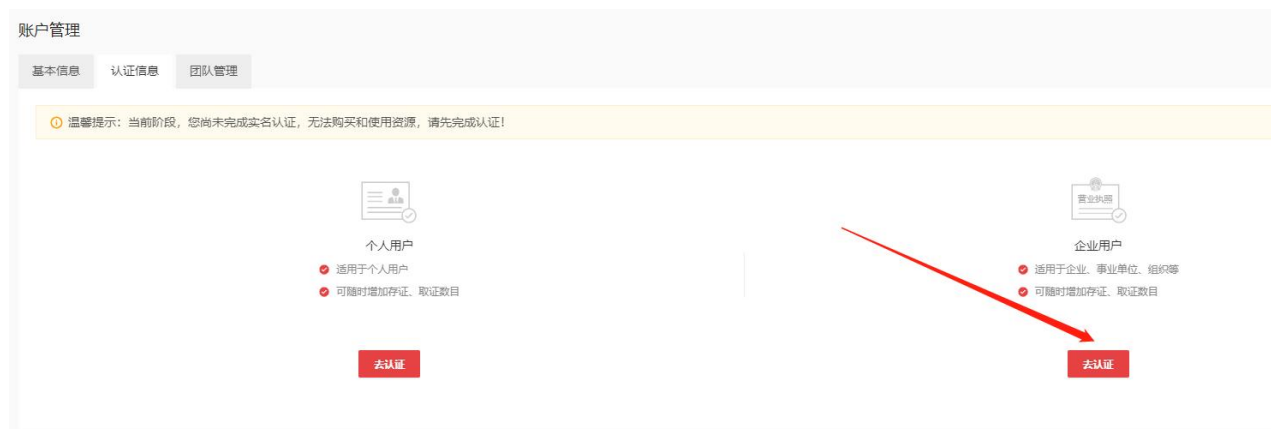 账户管理
基本信息 认证信息 团队管理
温馨提示：当前阶段，您尚未完成实名认证，无法购买和使用资源，请先完成认证！
营业执照
个人用户 企业用户
适用于个人用户 适用于企业、事业单位、组织等
可随时增加存证、取证数目 可随时增加存证、取证数目
去认证 去认证